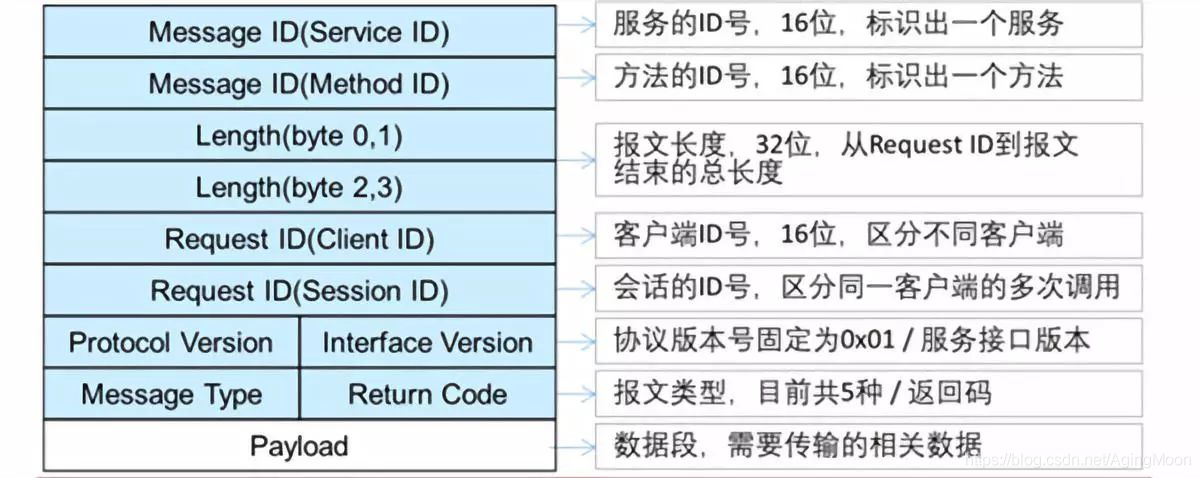 Message ID(Service ID)
服务的ID号，16位，标识出一个服务
Message ID(Method ID)
方法的ID号，16位，标识出一个方法
Length(byte 0,1)
Length(byte 2,3)
报文长度，32位，从Request ID到报文
结束的总长度
Request ID(Client ID)
客户端ID号，16位，区分不同客户端
Request ID(Session ID)
会话的ID号，区分同一客户端的多次调用
Protocol Version
Interface Version
协议版本号固定为0x01 / 服务接口版本
Message Type
Return Code
报文类型，目前共5种 / 返回码
Payload
数据段，需要传输的相关数据
https://blog.csdn.net/AgingMoon